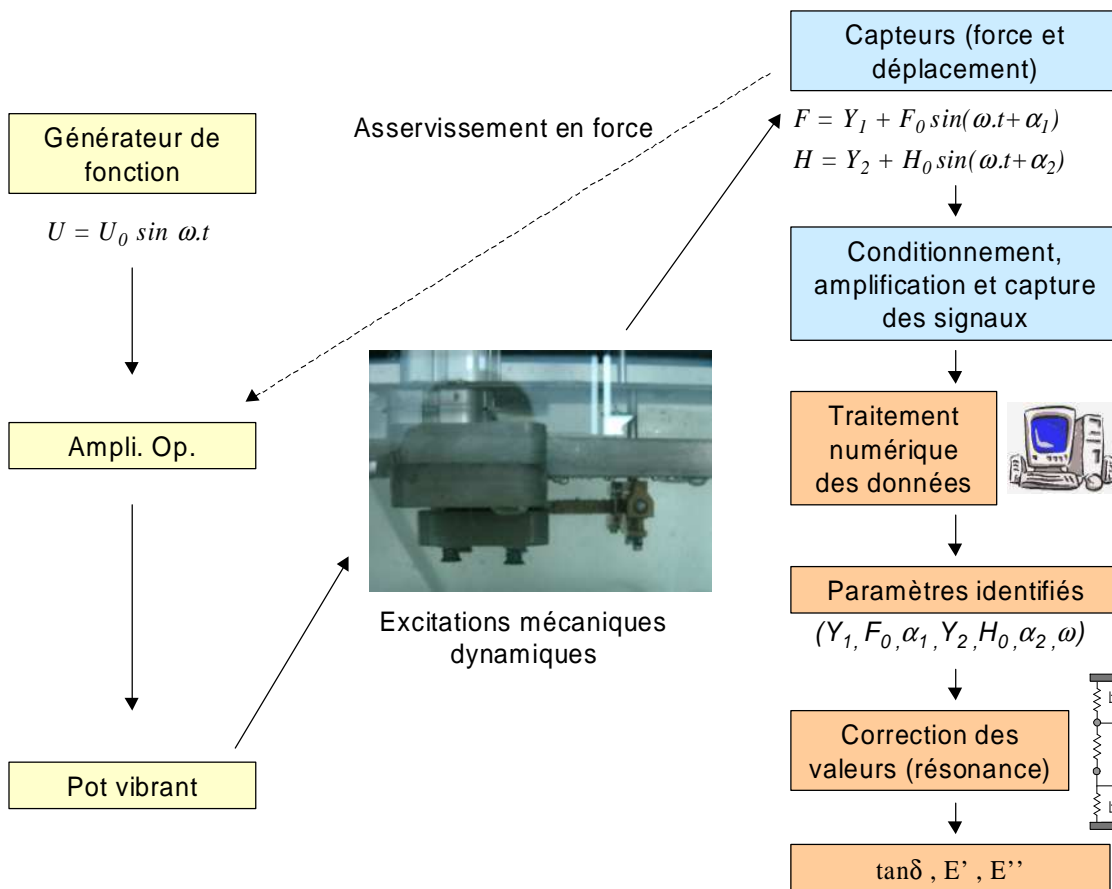 Capteurs (force et
déplacement)
Asservissement en force
F = Y₁ + F₀ sin(ω.t+α₁)
H = Y₂ + H₀ sin(ω.t+α₂)
Générateur de
fonction
U = U₀ sin ω.t
Conditionnement,
amplification et capture
des signaux
Ampli. Op.
Traitement
numérique
des données
Excitations mécaniques
dynamiques
Paramètres identifiés
(Y₁, F₀,α₁,Y₂,H₀,α₂,ω)
Pot vibrant
Correction des
valeurs (résonance)
b
b
tanδ , E’ , E’’